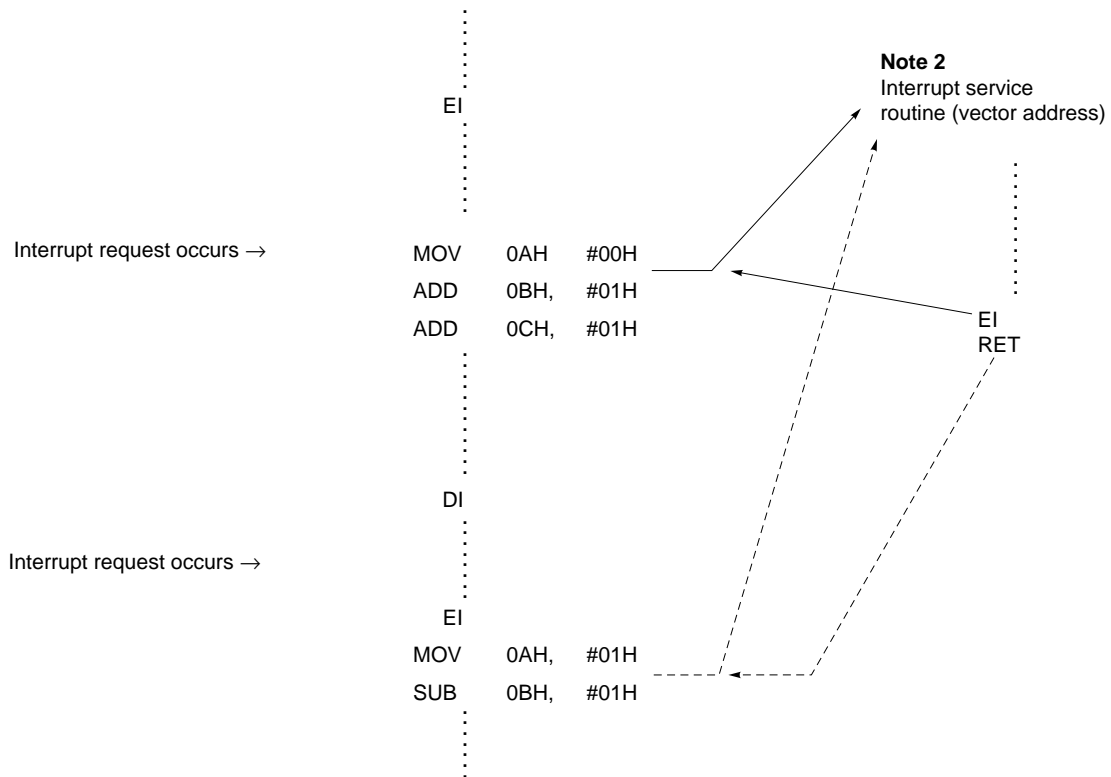 EI
Note 2
Interrupt service
routine (vector address)
Interrupt request occurs →
MOV 0AH #00H
ADD 0BH, #01H
ADD 0CH, #01H
EI
RET
DI
Interrupt request occurs →
EI
MOV 0AH, #01H
SUB 0BH, #01H